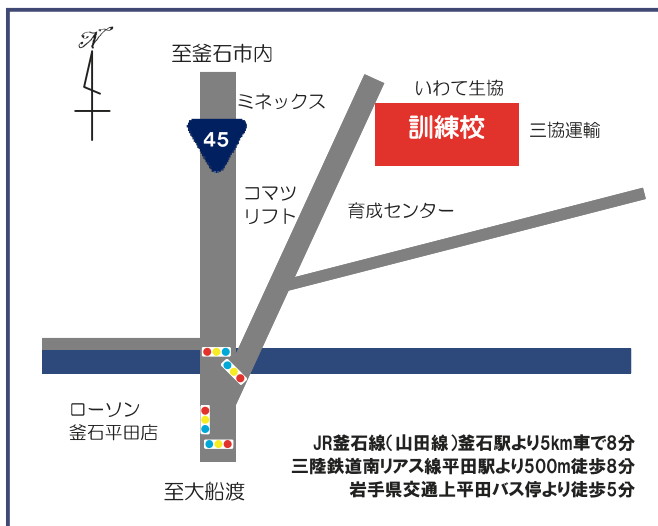 N
至釜石市内
ミネックス
いわて生協
45
訓練校
三協運輸
コマツ
リフト
育成センター
ローソン
釜石平田店
JR釜石線(山田線)釜石駅より5km車で8分
三陸鉄道南リアス線平田駅より500m徒歩8分
岩手県交通上平田バス停より徒歩5分
至大船渡